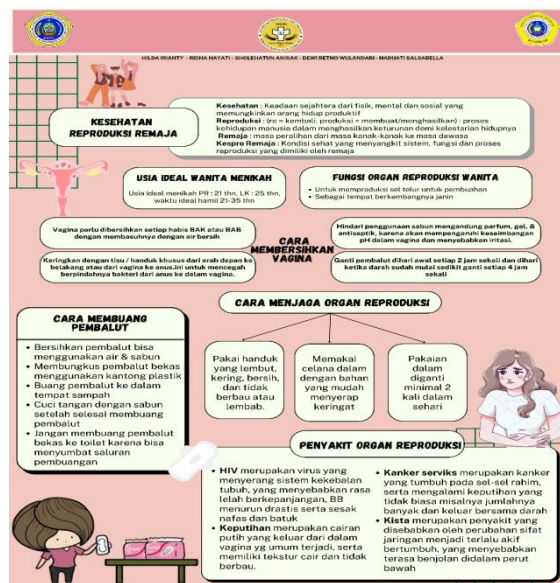 HILDA IRIANTY - RIDHA HAYATI - SHOLEHATUN ANISAK - DEWI RETNO WULANDARI - HADIJATI SALSABELLA
KESEHATAN
REPRODUKSI REMAJA
Kesehatan : Keadaan sejahtera dari fisik, mental dan sosial yang
memungkinkan orang hidup produktif
Reproduksi : (re = kembali, produksi = membuat/menghasilkan) : proses
kehidupan manusia dalam menghasilkan keturunan demi kelestarian hidupnya
Remaja : masa peralihan dari masa kanak-kanak ke masa dewasa
Kespro Remaja : Kondisi sehat yang menyangkit sistem, fungsi dan proses
reproduksi yang dimiliki oleh remaja
USIA IDEAL WANITA MENIKAH
Usia ideal menikah PR : 21 thn, LK : 25 thn,
waktu ideal hamil 21-35 thn
FUNGSI ORGAN REPRODUKSI WANITA
• Untuk memproduksi sel telur untuk pembuahan
• Sebagai tempat berkembangnya janin
CARA
MEMBERSIHKAN
VAGINA
Vagina perlu dibersihkan setiap habis BAK atau BAB
dengan membasuhnya dengan air bersih
Hindari penggunaan sabun mengandung parfum, gel, &
antiseptik, karena akan mempengaruhi keseimbangan
pH dalam vagina dan menyebabkan iritasi.
Keringkan dengan tisu / handuk khusus dari arah depan ke
belakang atau dari vagina ke anus.ini untuk mencegah
berpindahnya bakteri dari anus ke dalam vagina.
Ganti pembalut dihari awal setiap 2 jam sekali dan dihari
ketika darah sudah mulai sedikit ganti setiap 4 jam
sekali
CARA MENJAGA ORGAN REPRODUKSI
Pakai handuk
yang lembut,
kering, bersih,
dan tidak
berbau atau
lembab.
Memakai
celana dalam
dengan bahan
yang mudah
menyerap
keringat
Pakaian
dalam
diganti
minimal 2
kali dalam
sehari
CARA MEMBUANG
PEMBALUT
• Bersihkan pembalut bisa
menggunakan air & sabun
• Membungkus pembalut bekas
menggunakan kantong plastik
• Buang pembalut ke dalam
tempat sampah
• Cuci tangan dengan sabun
setelah selesai membuang
pembalut
• Jangan membuang pembalut
bekas ke toilet karena bisa
menyumbat saluran
pembuangan
PENYAKIT ORGAN REPRODUKSI
• HIV merupakan virus yang
menyerang sistem kekebalan
tubuh, yang menyebabkan rasa
lelah berkepanjangan, BB
menurun drastis serta sesak
nafas dan batuk
• Keputihan merupakan cairan
putih yang keluar dari dalam
vagina yg umum terjadi, serta
memiliki tekstur cair dan tidak
berbau.
• Kanker serviks merupakan kanker
yang tumbuh pada sel-sel rahim,
serta mengalami keputihan yang
tidak biasa misalnya jumlahnya
banyak dan keluar bersama darah
• Kista merupakan penyakit yang
disebabkan oleh perubahan sifat
jaringan menjadi terlalu aktif
bertumbuh, yang menyebabkan
terasa benjolan didalam perut
bawah